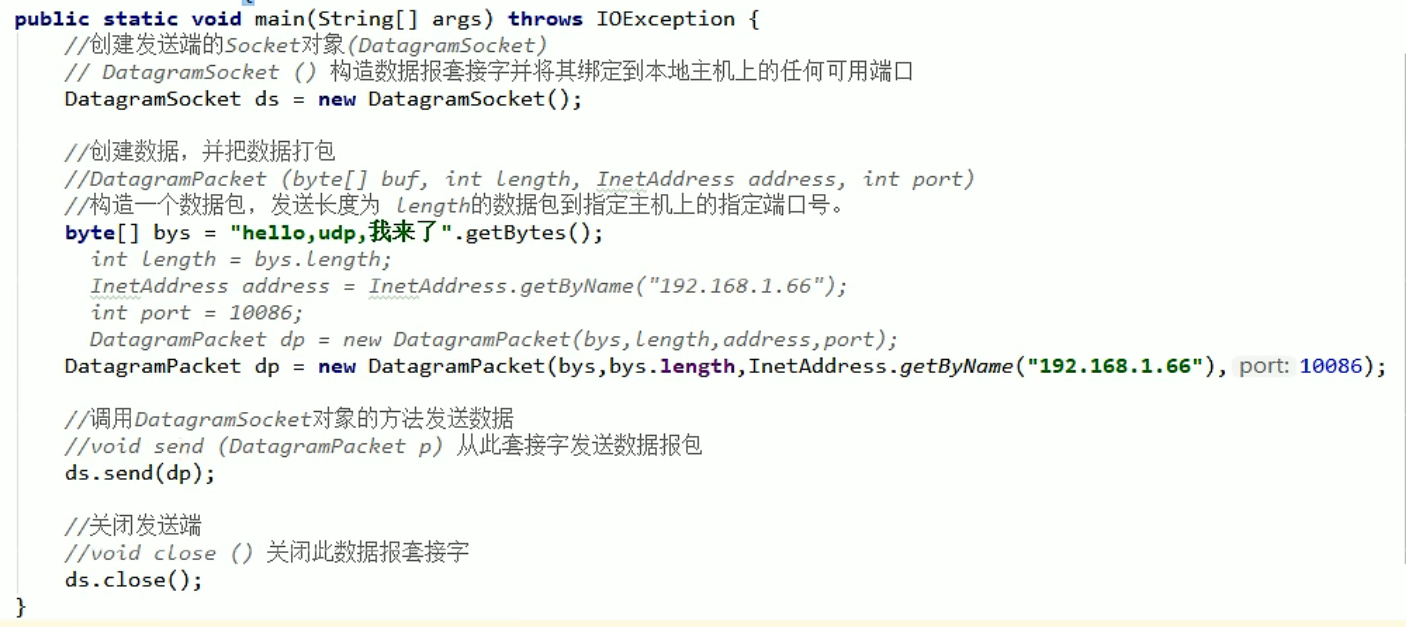 public static void main(String[] args) throws IOException {
//创建发送端的Socket对象(DatagramSocket)
// DatagramSocket () 构造数据报套接字并将其绑定到本地主机上的任何可用端口
DatagramSocket ds = new DatagramSocket();
//创建数据，并把数据打包
//DatagramPacket (byte[] buf, int length, InetAddress address, int port)
//构造一个数据包，发送长度为 length的数据包到指定主机上的指定端口号。
byte[] bys = "hello,udp,我来了".getBytes();
int length = bys.length;
InetAddress address = InetAddress.getByName("192.168.1.66");
int port = 10086;
DatagramPacket dp = new DatagramPacket(bys,length,address,port);
DatagramPacket dp = new DatagramPacket(bys,bys.length,InetAddress.getByName("192.168.1.66"), port: 10086);
//调用DatagramSocket对象的方法发送数据
//void send (DatagramPacket p) 从此套接字发送数据报包
ds.send(dp);
//关闭发送端
//void close () 关闭此数据报套接字
ds.close();
}